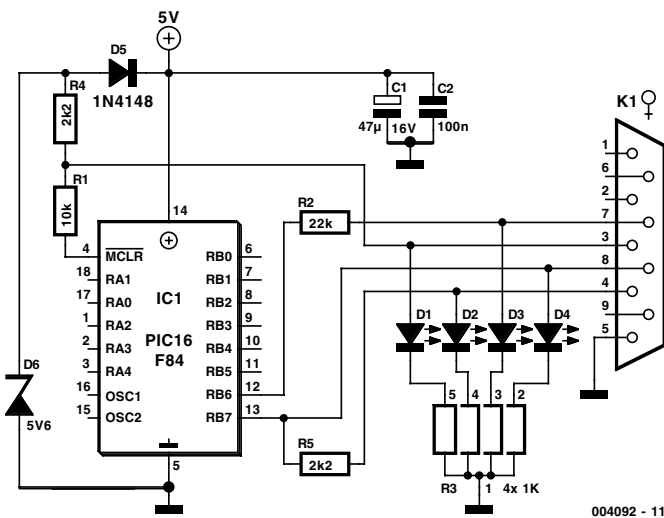 5V
D5
1N4148
R4
2k2
R1
10k
C1
47µ 16V
C2
100n
K1
1
6
2
7
3
8
4
9
5
R2
22k
14
4 MCLR
18 RA1
17 RA0
1 RA2
2 RA3
3 RA4
16 OSC1
15 OSC2
IC1
PIC16
F84
RB0 6
RB1 7
RB2 8
RB3 9
RB4 10
RB5 11
RB6 12
RB7 13
5
D6
5V6
R5
2k2
D1
D2
D3
D4
5 4 3 2
R3 1 4x 1K
004092 - 11